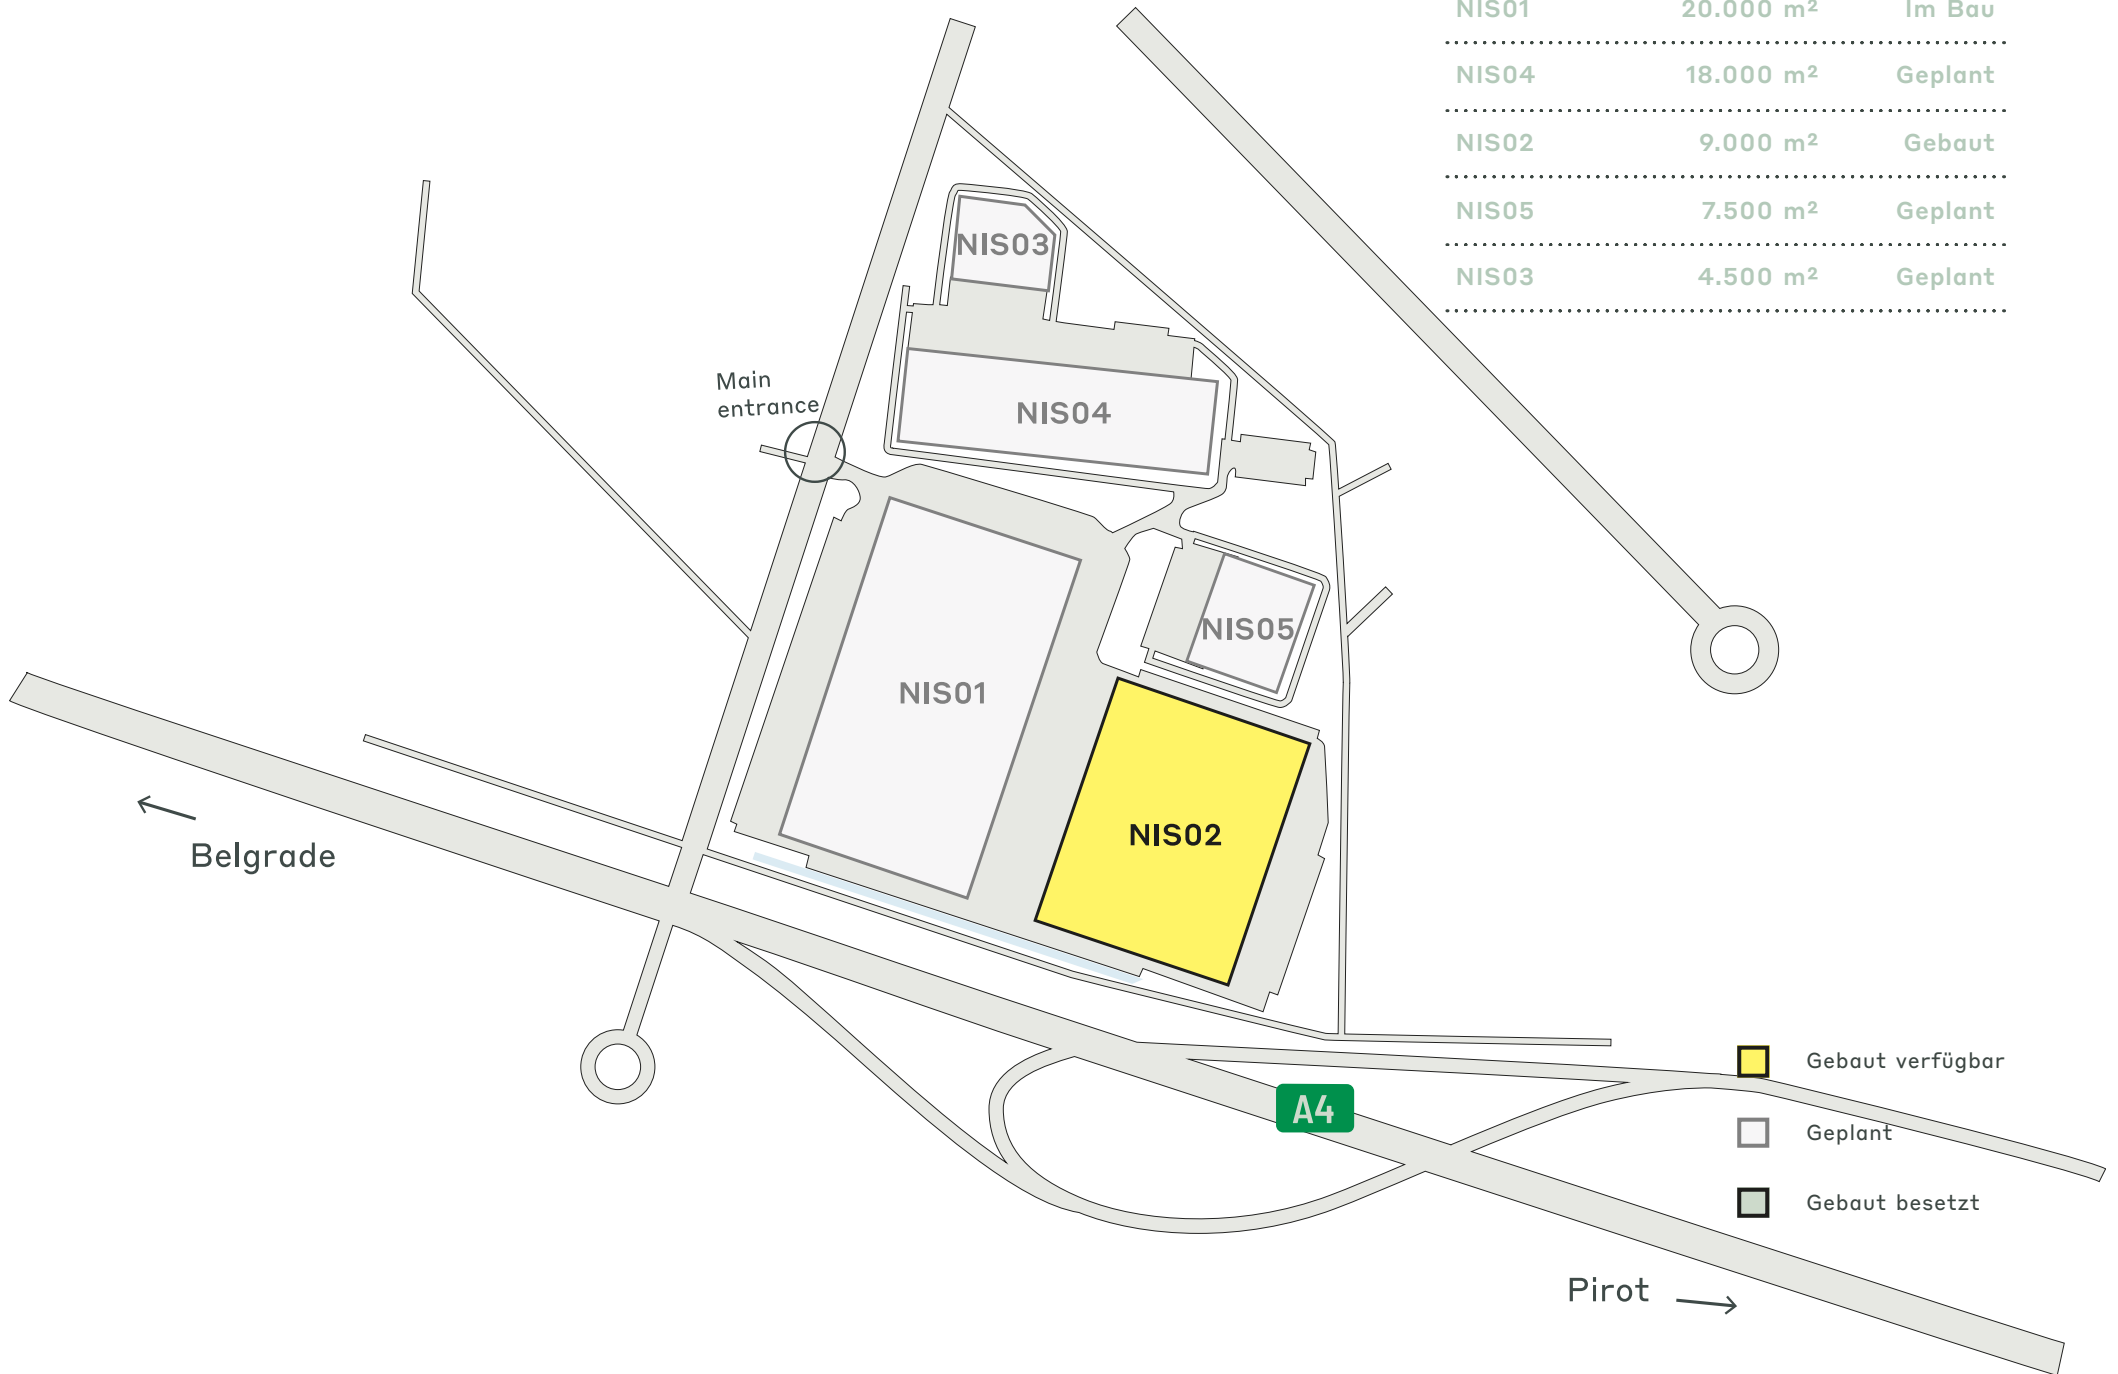 NIS01 20.000 m² Im Bau
NIS04 18.000 m² Geplant
NIS02 9.000 m² Gebaut
NIS05 7.500 m² Geplant
NIS03 4.500 m² Geplant
NIS03
Main
entrance
NIS04
NIS05
NIS01
NIS02
Belgrade
A4
Gebaut verfügbar
Geplant
Gebaut besetzt
Pirot